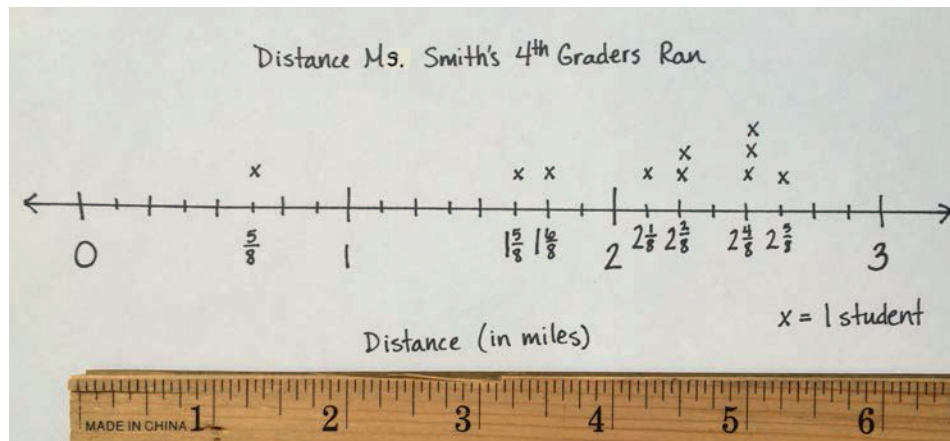 Distance Ms. Smith's 4th Graders Ran
x
x x
x x x x
x x x x x x
0 5/8 1 1 5/8 1 6/8 2 2 1/8 2 2/8 2 4/8 2 5/8 3
x = 1 student
Distance (in miles)
MADE IN CHINA 1 2 3 4 5 6